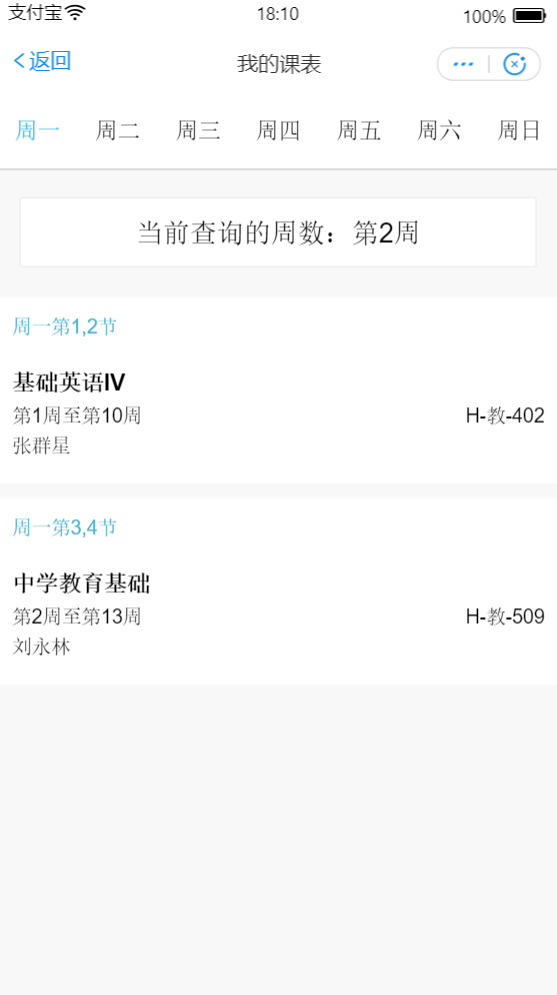 支付宝 18:10 100%
返回 我的课表
周一 周二 周三 周四 周五 周六 周日
当前查询的周数：第2周
周一第1,2节
基础英语IV
第1周至第10周 H-教-402
张群星
周一第3,4节
中学教育基础
第2周至第13周 H-教-509
刘永林